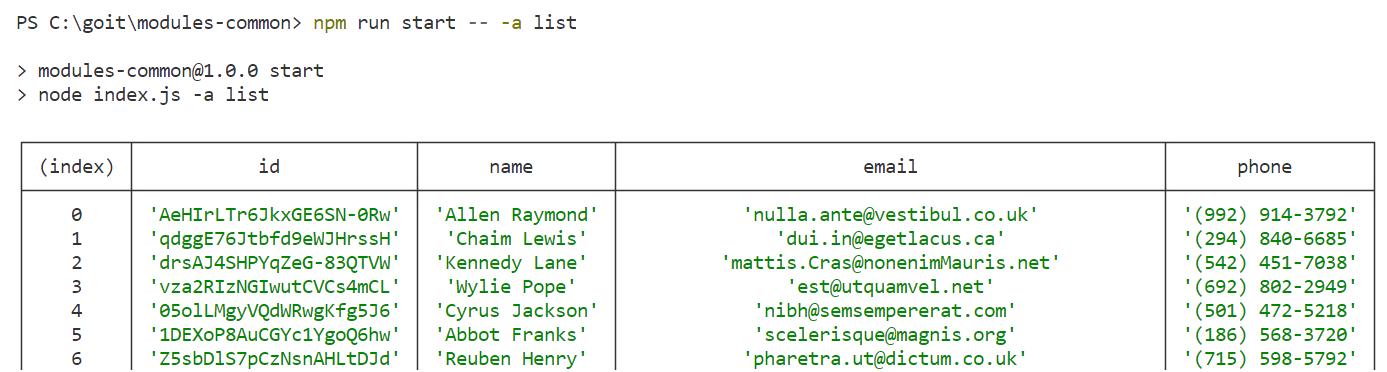 PS C:\goit\modules-common> npm run start -- -a list
> modules-common@1.0.0 start
> node index.js -a list
(index) id name email phone
0 'AeHIrLTr6JkxGE6SN-0Rw' 'Allen Raymond' 'nulla.ante@vestibul.co.uk' '(992) 914-3792'
1 'qdggE76Jtbfd9eWJHrssH' 'Chaim Lewis' 'dui.in@egetlacus.ca' '(294) 840-6685'
2 'drsAJ4SHPYqZeG-83QTVW' 'Kennedy Lane' 'mattis.Cras@nonenimMauris.net' '(542) 451-7038'
3 'vza2RIzNGIwutCVCs4mCL' 'Wylie Pope' 'est@utquamvel.net' '(692) 802-2949'
4 '05olLMgyVQdWRwgKfg5J6' 'Cyrus Jackson' 'nibh@semsempererat.com' '(501) 472-5218'
5 '1DEXoP8AuCGYc1YgoQ6hw' 'Abbot Franks' 'scelerisque@magnis.org' '(186) 568-3720'
6 'Z5sbDlS7pCzNsnAHLtDJd' 'Reuben Henry' 'pharetra.ut@dictum.co.uk' '(715) 598-5792'